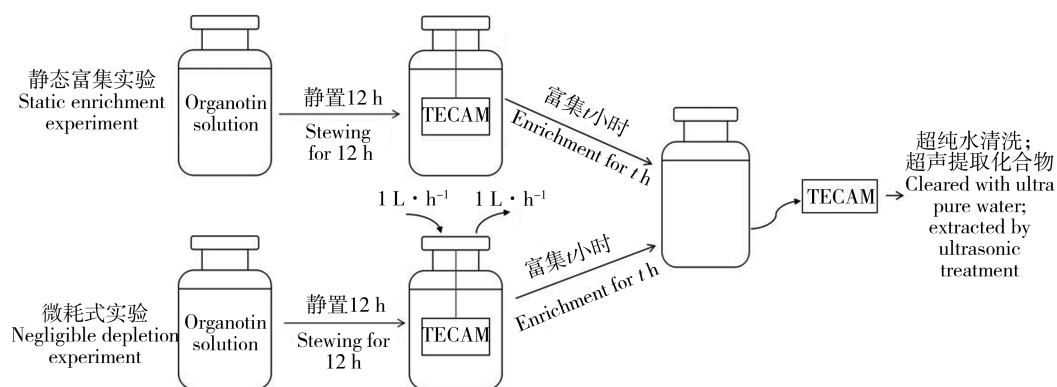 静态富集实验
Static enrichment
experiment
Organotin
solution
静置12 h
Stewing
for 12 h
TECAM
富集t小时
Enrichment for t h
1 L·h⁻¹
1 L·h⁻¹
微耗式实验
Negligible depletion
experiment
Organotin
solution
静置12 h
Stewing for
12 h
TECAM
富集t小时
Enrichment for t h
TECAM
超纯水清洗;
超声提取化合物
Cleared with ultra
pure water;
extracted by
ultrasonic
treatment